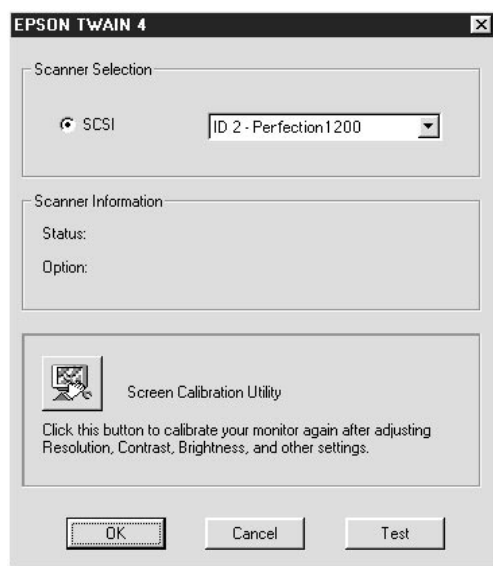 EPSON TWAIN 4
Scanner Selection
SCSI
ID 2 - Perfection1200
Scanner Information
Status:
Option:
Screen Calibration Utility
Click this button to calibrate your monitor again after adjusting
Resolution, Contrast, Brightness, and other settings.
OK Cancel Test